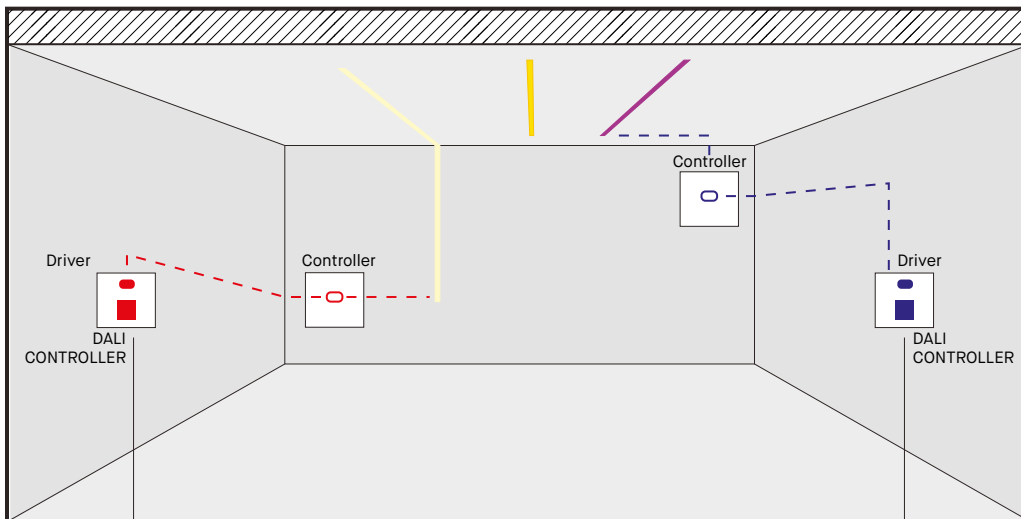 Controller
Driver
Controller
Driver
DALI
CONTROLLER
DALI
CONTROLLER